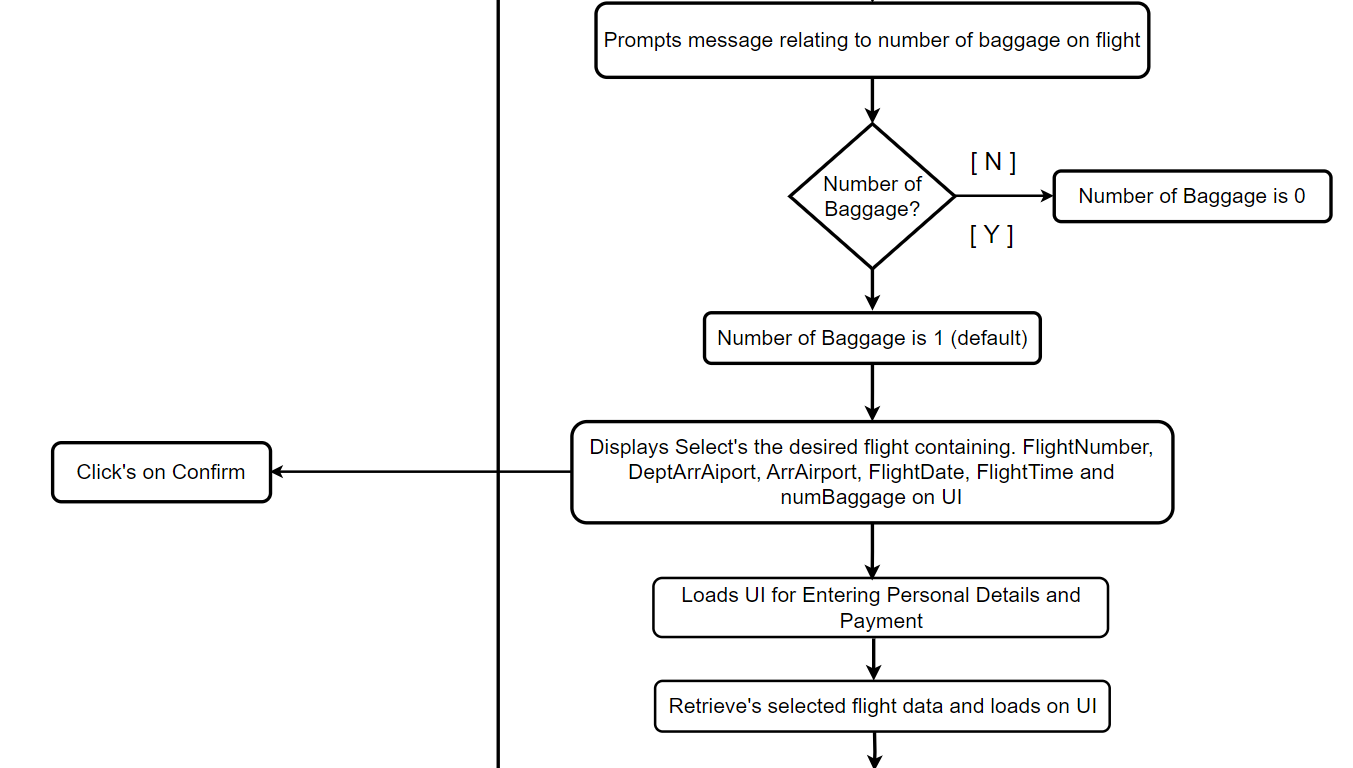 Prompts message relating to number of baggage on flight
[ N ]
Number of
Baggage?
Number of Baggage is 0
[ Y ]
Number of Baggage is 1 (default)
Displays Select's the desired flight containing. FlightNumber,
DeptArrAiport, ArrAirport, FlightDate, FlightTime and
numBaggage on UI
Click's on Confirm
Loads UI for Entering Personal Details and
Payment
Retrieve's selected flight data and loads on UI